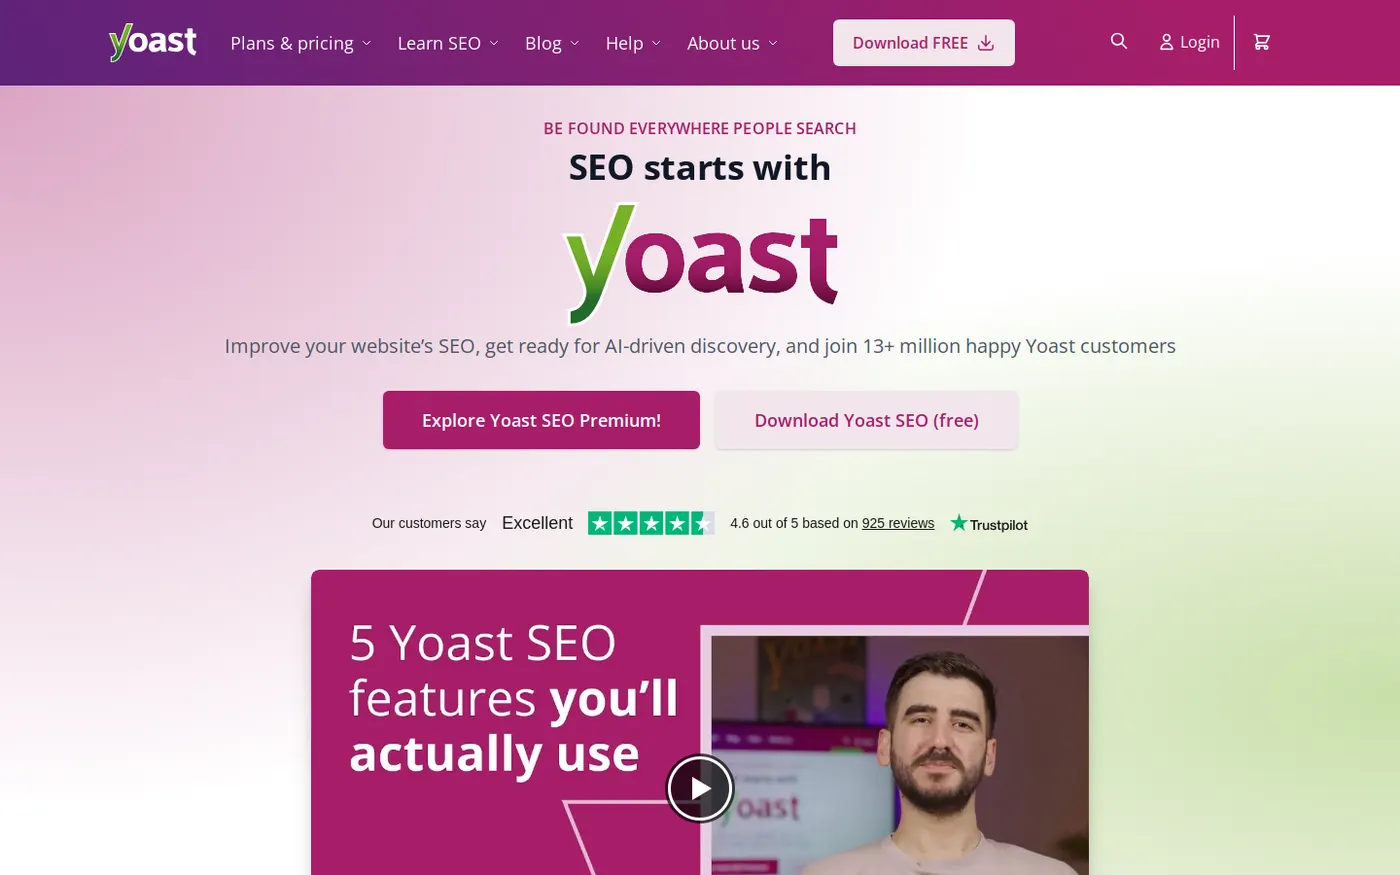 yoast
Plans & pricing
Learn SEO
Blog
Help
About us
Download FREE
Login
BE FOUND EVERYWHERE PEOPLE SEARCH
SEO starts with
yoast
Improve your website’s SEO, get ready for AI-driven discovery, and join 13+ million happy Yoast customers
Explore Yoast SEO Premium!
Download Yoast SEO (free)
Our customers say Excellent 4.6 out of 5 based on 925 reviews Trustpilot
5 Yoast SEO
features you’ll
actually use
yoast